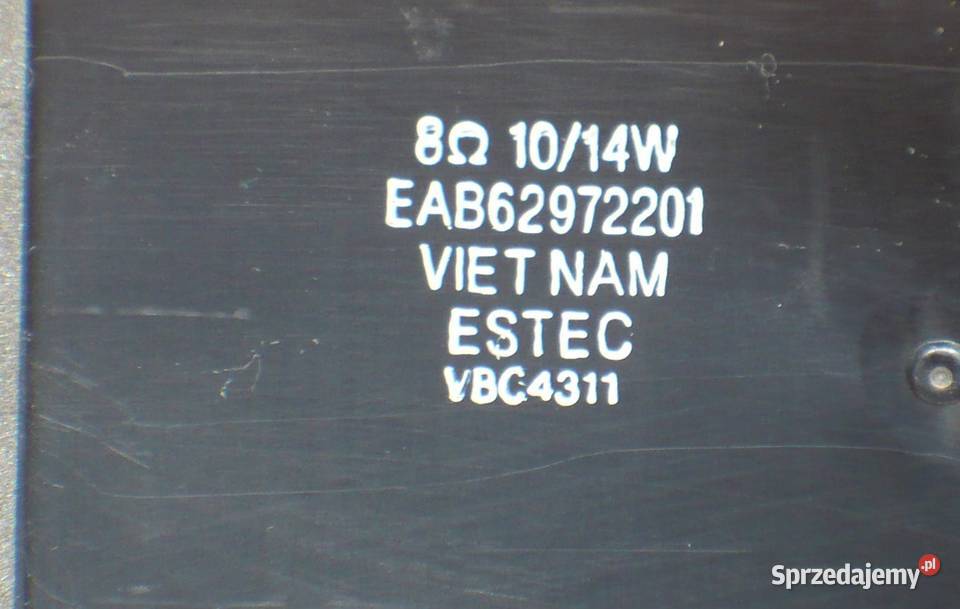 8Ω 10/14W
EAB62972201
VIET NAM
ESTEC
VBC4311
Sprzedajemy.pl